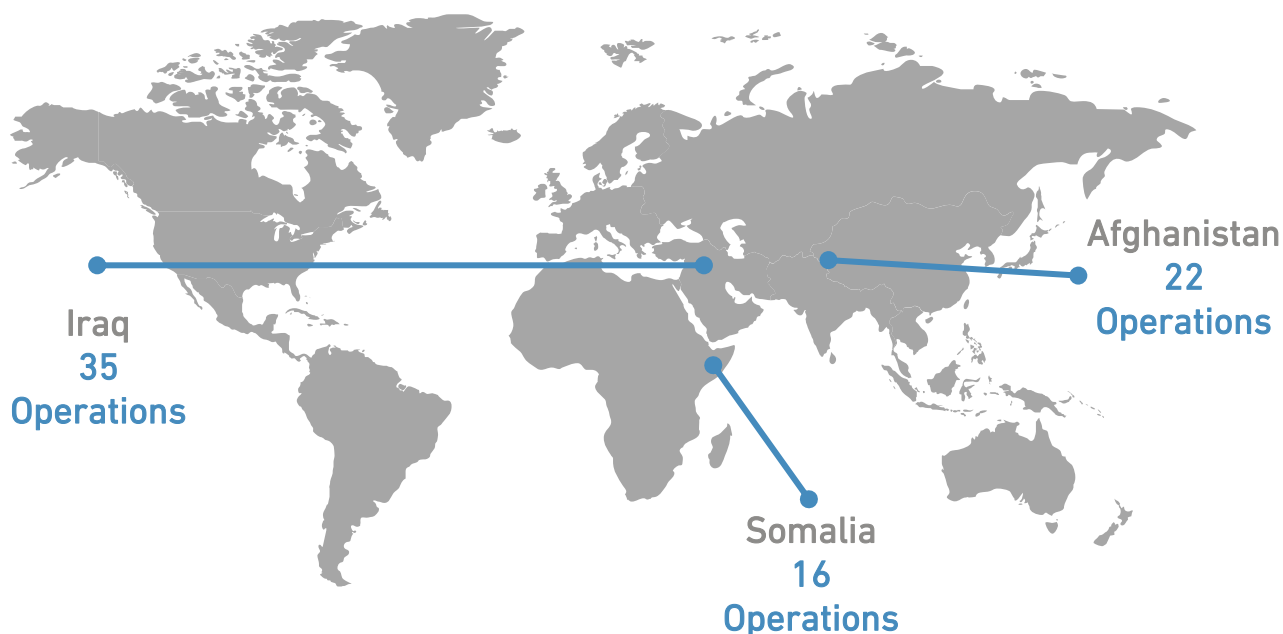 Afghanistan
22
Operations
Iraq
35
Operations
Somalia
16
Operations